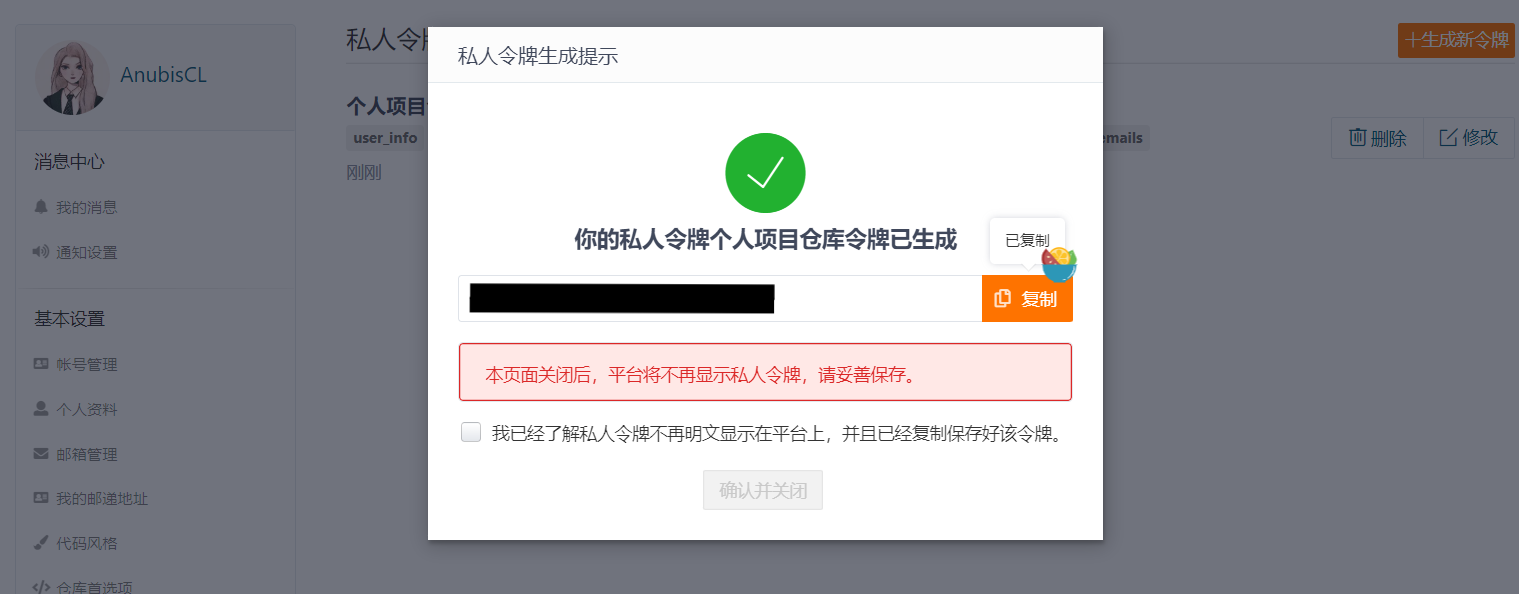 AnubisCL
消息中心
我的消息
通知设置
基本设置
帐号管理
个人资料
邮箱管理
我的邮递地址
代码风格
仓库首选项
私人令牌
十生成新令牌
个人项目
user_info
emails
刚刚
删除
修改
私人令牌生成提示
你的私人令牌个人项目仓库令牌已生成
已复制
复制
本页面关闭后，平台将不再显示私人令牌，请妥善保存。
我已经了解私人令牌不再明文显示在平台上，并且已经复制保存好该令牌。
确认并关闭